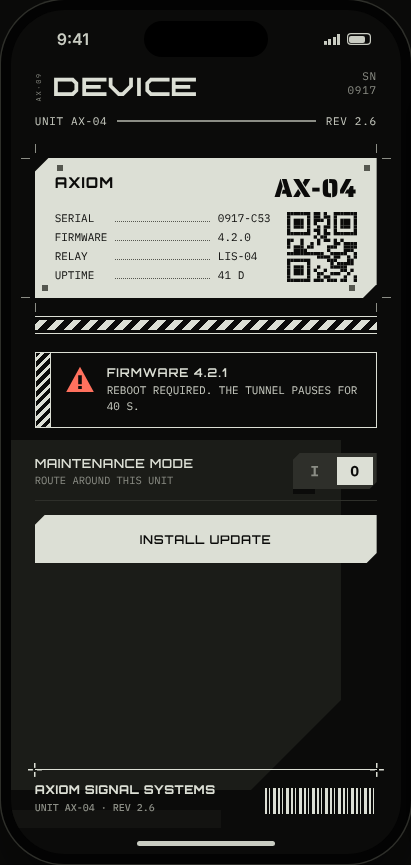 9:41
AX·09
DEVICE
SN
0917
UNIT AX-04
REV 2.6
AXIOM
AX-04
SERIAL 0917-C53
FIRMWARE 4.2.0
RELAY LIS-04
UPTIME 41 D
FIRMWARE 4.2.1
REBOOT REQUIRED. THE TUNNEL PAUSES FOR
40 S.
MAINTENANCE MODE
ROUTE AROUND THIS UNIT
I O
INSTALL UPDATE
AXIOM SIGNAL SYSTEMS
UNIT AX-04 · REV 2.6